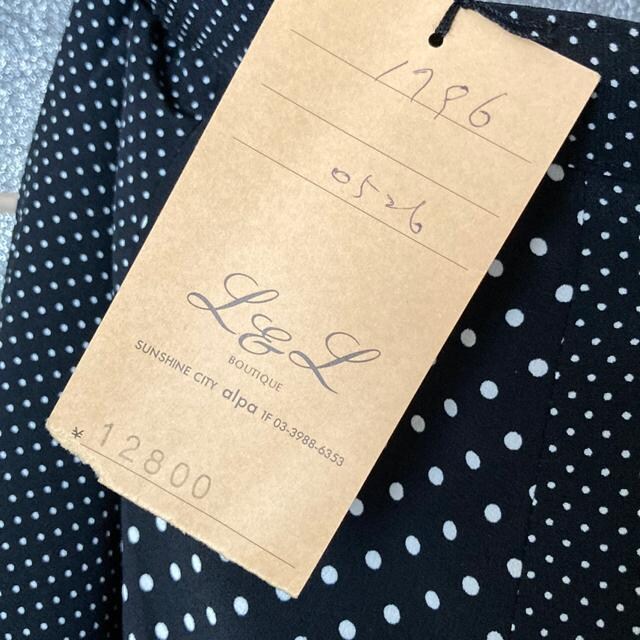 1796
0526
L&L
BOUTIQUE
SUNSHINE CITY alpa 1F 03-3988-6353
¥ 12800